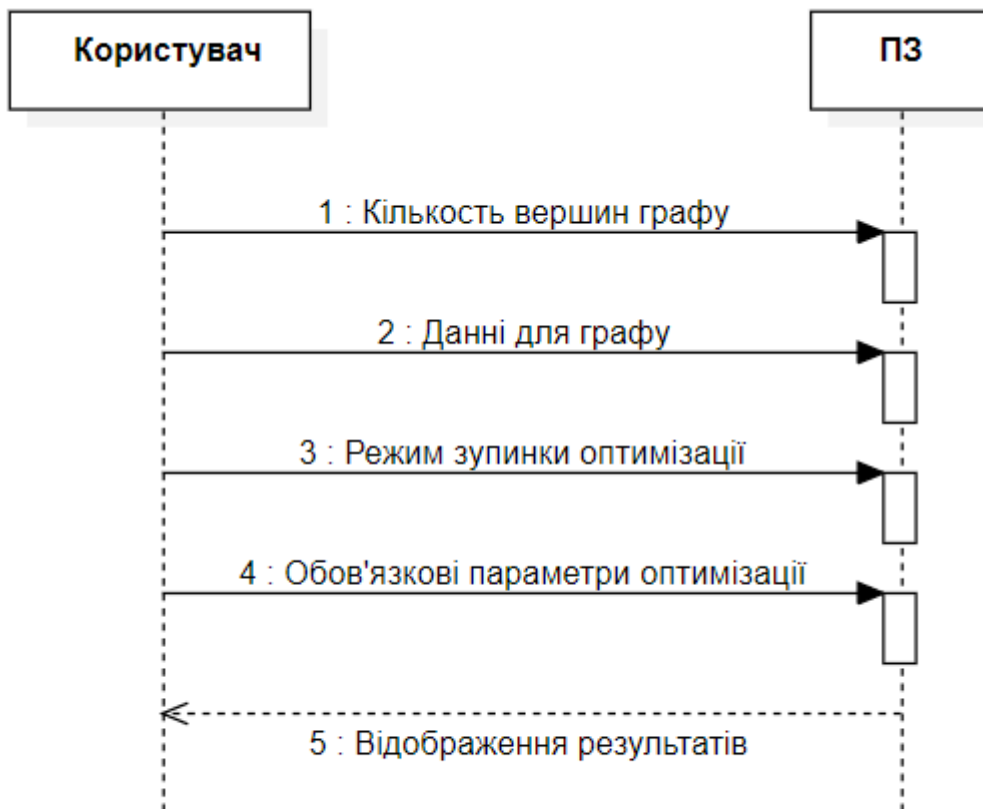 Користувач
ПЗ
1 : Кількость вершин графу
2 : Данні для графу
3 : Режим зупинки оптимізації
4 : Обов'язкові параметри оптимізації
5 : Відображення результатів